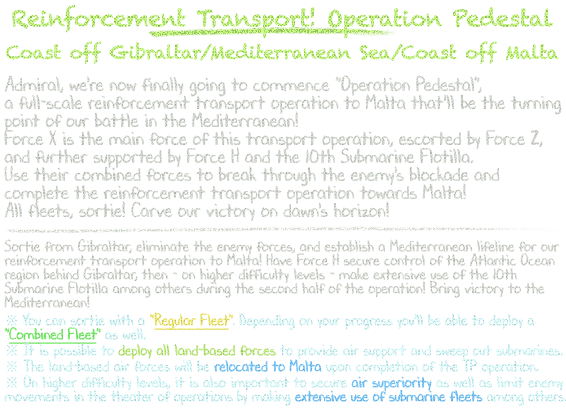 Reinforcement Transport! Operation Pedestal
Coast off Gibraltar/Mediterranean Sea/Coast off Malta
Admiral, we're now finally going to commence "Operation Pedestal",
a full-scale reinforcement transport operation to Malta that'll be the turning
point of our battle in the Mediterranean!
Force X is the main force of this transport operation, escorted by Force Z,
and further supported by Force H and the 10th Submarine Flotilla.
Use their combined forces to break through the enemy's blockade and
complete the reinforcement transport operation towards Malta!
All fleets, sortie! Carve our victory on dawn's horizon!
Sortie from Gibraltar, eliminate the enemy forces, and establish a Mediterranean lifeline for our
reinforcement transport operation to Malta! Have Force H secure control of the Atlantic Ocean
region behind Gibraltar, then - on higher difficulty levels - make extensive use of the 10th
Submarine Flotilla among others during the second half of the operation! Bring victory to the
Mediterranean!
※ You can sortie with a "Regular Fleet". Depending on your progress you'll be able to deploy a
"Combined Fleet" as well.
※ It is possible to deploy all land-based forces to provide air support and sweep out submarines.
※ The land-based air forces will be relocated to Malta upon completion of the TP operation.
※ On higher difficulty levels, it is also important to secure air superiority as well as limit enemy
movements in the theater of operations by making extensive use of submarine fleets among others.